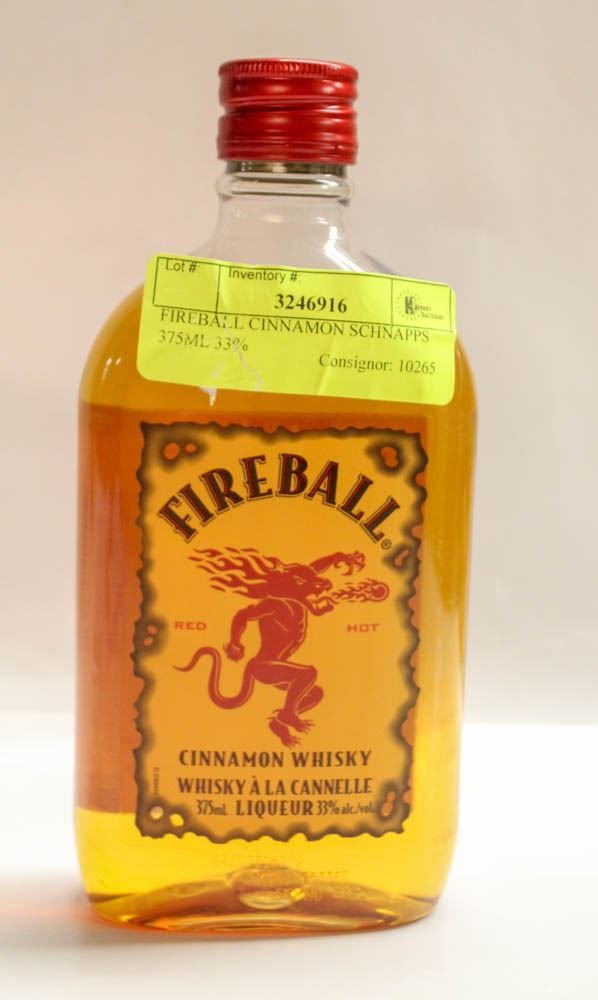 Lot #: Inventory #:
3246916
FIREBALL CINNAMON SCHNAPPS
375ML 33%
Consignor: 10265
FIREBALL®
RED HOT
CINNAMON WHISKY
WHISKY À LA CANNELLE
375mL LIQUEUR 33% alc./vol.